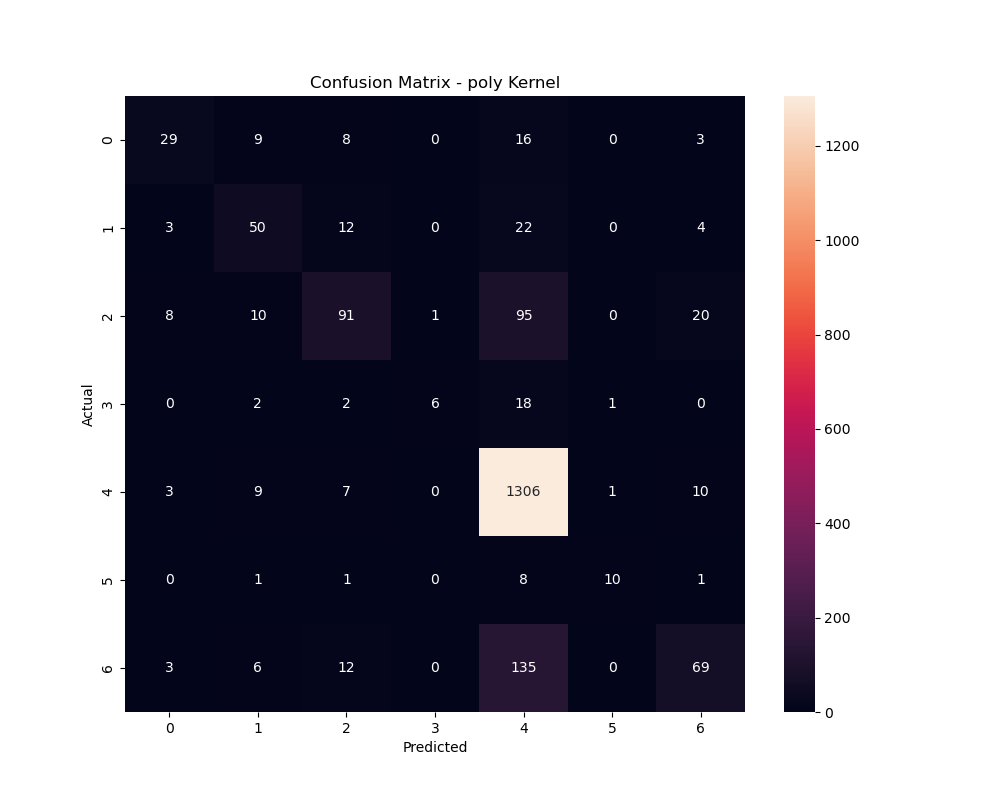 Confusion Matrix - poly Kernel
0 29 9 8 0 16 0 3
1 3 50 12 0 22 0 4
2 8 10 91 1 95 0 20
3 0 2 2 6 18 1 0
4 3 9 7 0 1306 1 10
5 0 1 1 0 8 10 1
6 3 6 12 0 135 0 69
0 1 2 3 4 5 6
Predicted
Actual
1200
1000
800
600
400
200
0